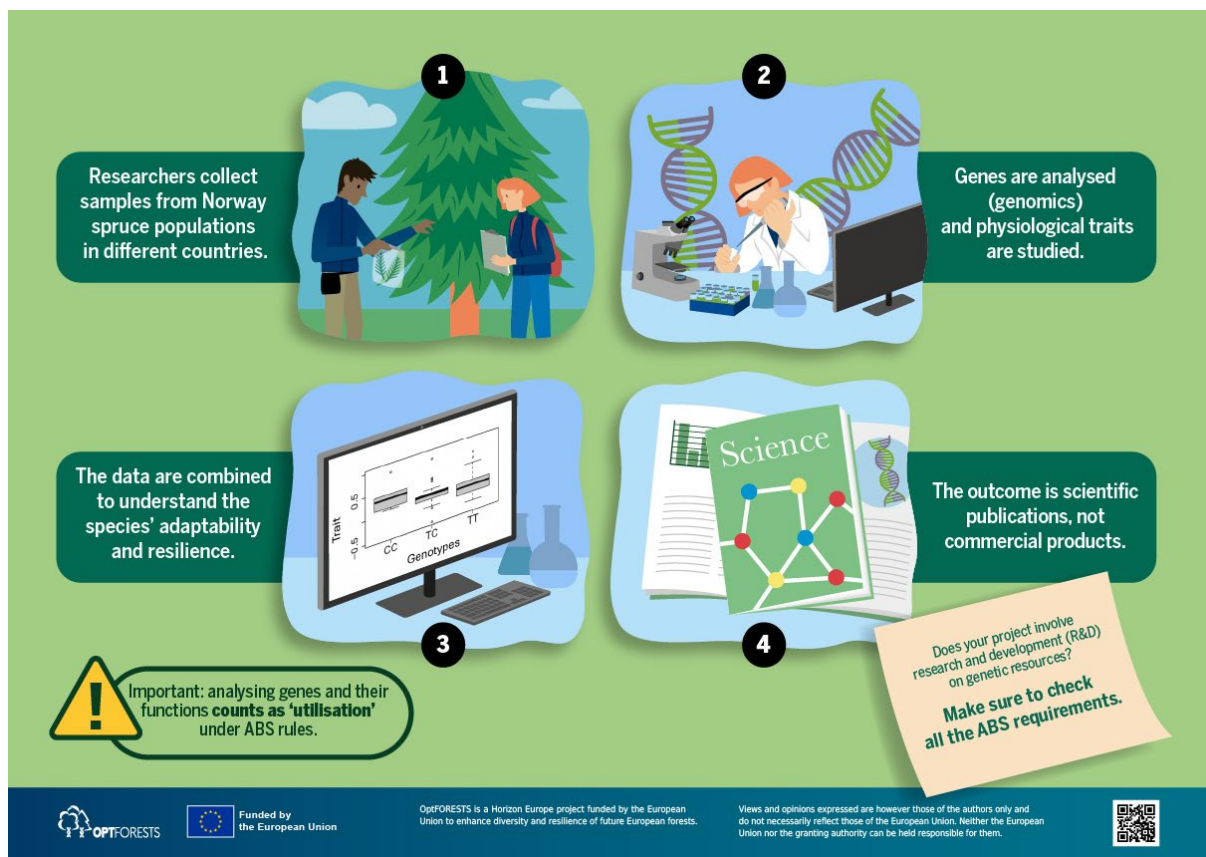 1
Researchers collect
samples from Norway
spruce populations
in different countries.
2
Genes are analysed
(genomics)
and physiological traits
are studied.
The data are combined
to understand the
species’ adaptability
and resilience.
Trait
-0.5
0.5
CC
TC
TT
Genotypes
3
Science
The outcome is scientific
publications, not
commercial products.
4
Important: analysing genes and their
functions counts as ‘utilisation’
under ABS rules.
Does your project involve
research and development (R&D)
on genetic resources?
Make sure to check
all the ABS requirements.
OPTFORESTS
Funded by
the European Union
OptFORESTS is a Horizon Europe project funded by the European
Union to enhance diversity and resilience of future European forests.
Views and opinions expressed are however those of the authors only and
do not necessarily reflect those of the European Union. Neither the European
Union nor the granting authority can be held responsible for them.